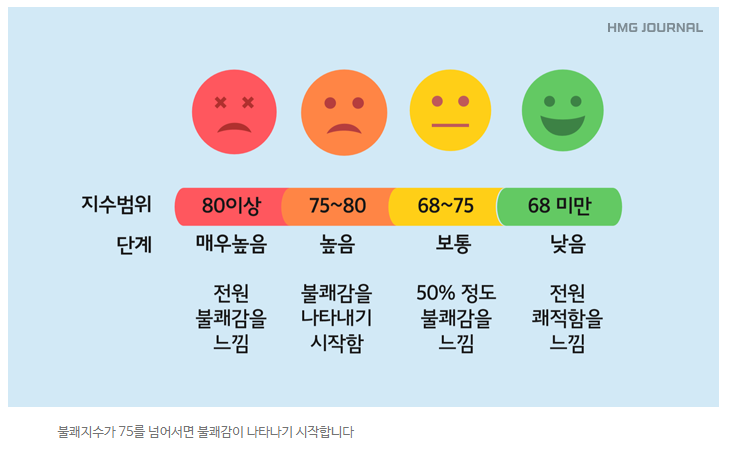 HMG JOURNAL
지수범위 80이상 75~80 68~75 68 미만
단계 매우높음 높음 보통 낮음
전원 불쾌감을 50% 정도 전원
불쾌감을 나타내기 불쾌감을 쾌적함을
느낌 시작함 느낌 느낌
불쾌지수가 75를 넘어서면 불쾌감이 나타나기 시작합니다